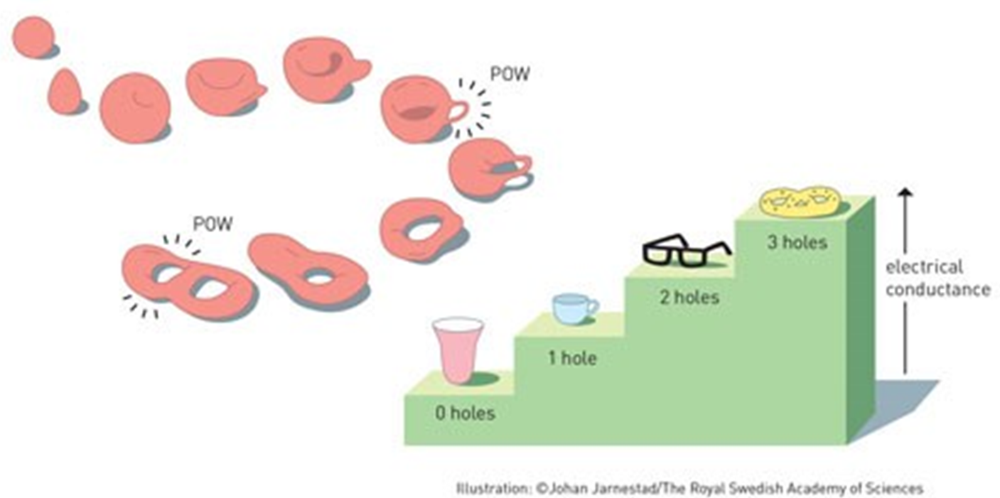 POW
POW
3 holes
electrical
conductance
2 holes
1 hole
0 holes
Illustration: ©Johan Jarnestad/The Royal Swedish Academy of Sciences